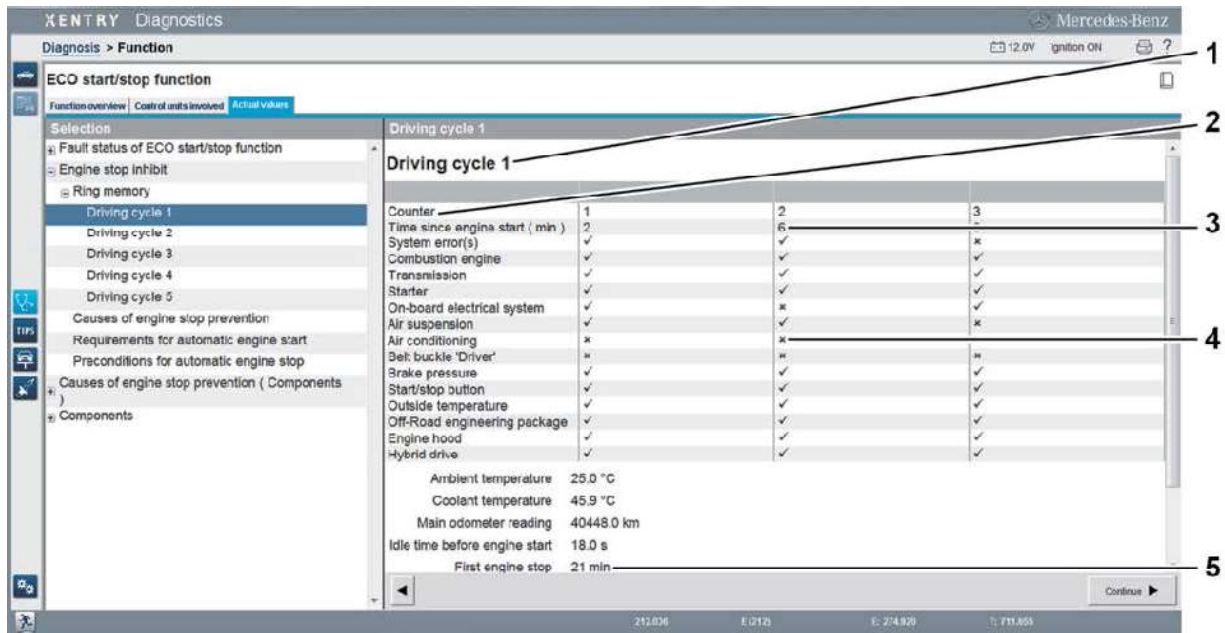 XENTRY Diagnostics
Mercedes-Benz
Diagnosis > Function
12.0V Ignition ON ?
ECO start/stop function
Function overview Control units involved Actual values
Selection
Driving cycle 1
Fault status of ECO start/stop function
Engine stop inhibit
Ring memory
Driving cycle 1
Driving cycle 2
Driving cycle 3
Driving cycle 4
Driving cycle 5
Causes of engine stop prevention
Requirements for automatic engine start
Preconditions for automatic engine stop
Causes of engine stop prevention ( Components
)
Components
Driving cycle 1
Counter 1 2 3
Time since engine start ( min ) 2 6
System error(s) ✓ ✓ ×
Combustion engine ✓ ✓ ✓
Transmission ✓ ✓ ✓
Starter ✓ ✓ ✓
On-board electrical system ✓ × ✓
Air suspension ✓ ✓ ×
Air conditioning × ×
Belt buckle 'Driver' × × ×
Brake pressure ✓ ✓ ✓
Start/stop button ✓ ✓ ✓
Outside temperature ✓ ✓ ✓
Off-Road engineering package ✓ ✓ ✓
Engine hood ✓ ✓ ✓
Hybrid drive ✓ ✓ ✓
Ambient temperature 25.0 °C
Coolant temperature 45.9 °C
Main odometer reading 40448.0 km
Idle time before engine start 18.0 s
First engine stop 21 min
TIPS
Continue
212.036 E (212) E: 274.920 T: 711.655
1
2
3
4
5